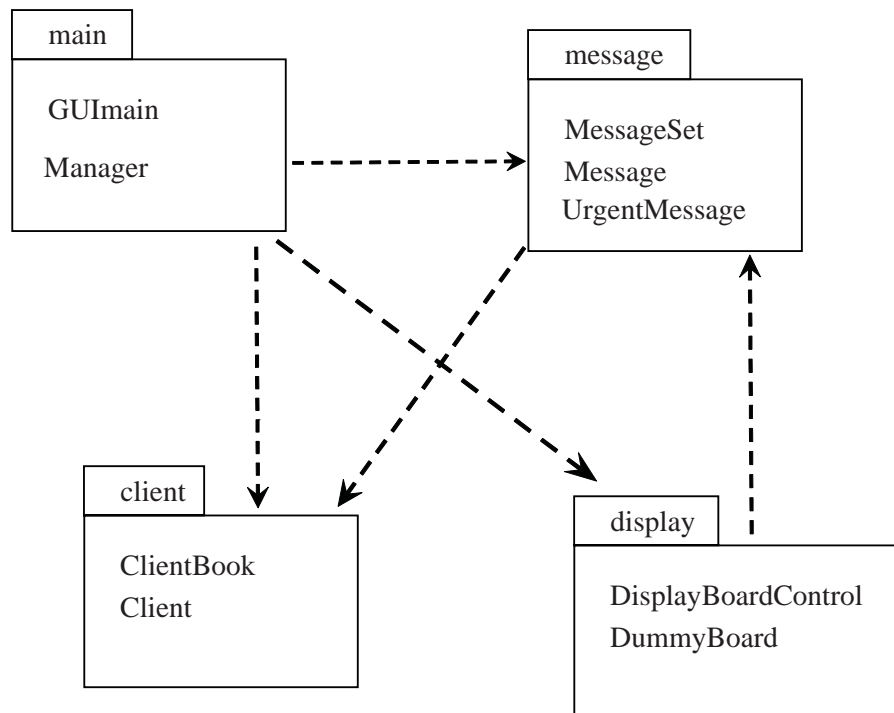 main
GUImain
Manager
message
MessageSet
Message
UrgentMessage
client
ClientBook
Client
display
DisplayBoardControl
DummyBoard